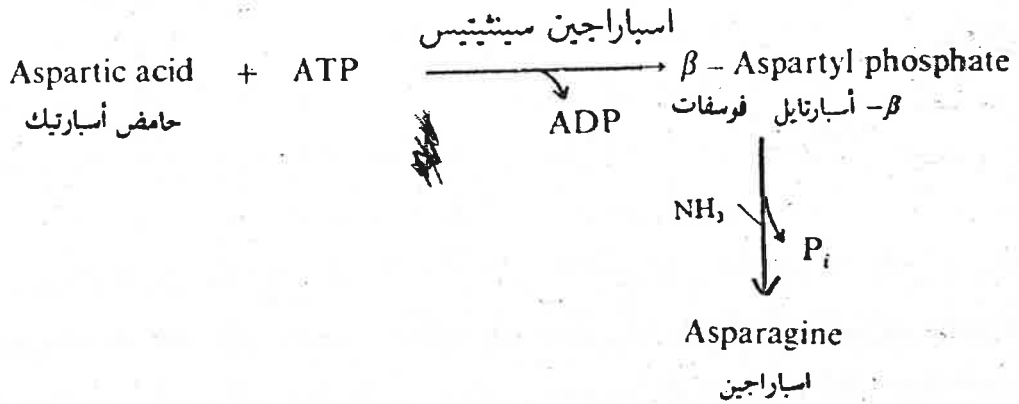 اسباراجين سينثيتيس
Aspartic acid + ATP → β – Aspartyl phosphate
حامض أسبارتيك
ADP
β– أسبارتايل فوسفات
NH₃
Pᵢ
Asparagine
اسباراجين